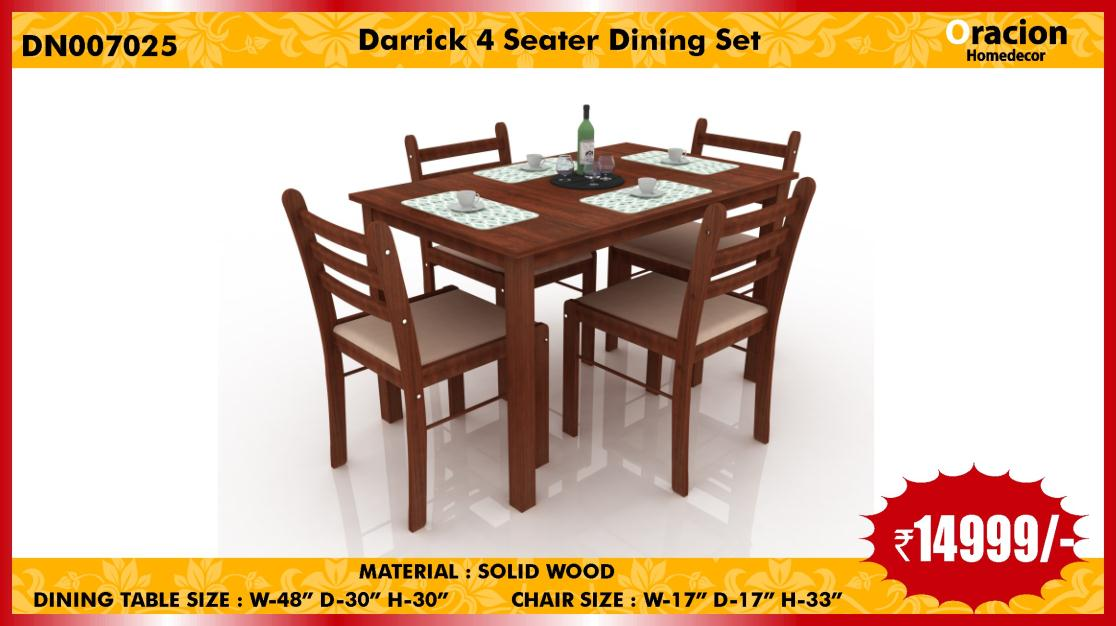 DN007025
Darrick 4 Seater Dining Set
Oracion
Homedecor
₹14999/-
MATERIAL : SOLID WOOD
DINING TABLE SIZE : W-48” D-30” H-30” CHAIR SIZE : W-17” D-17” H-33”